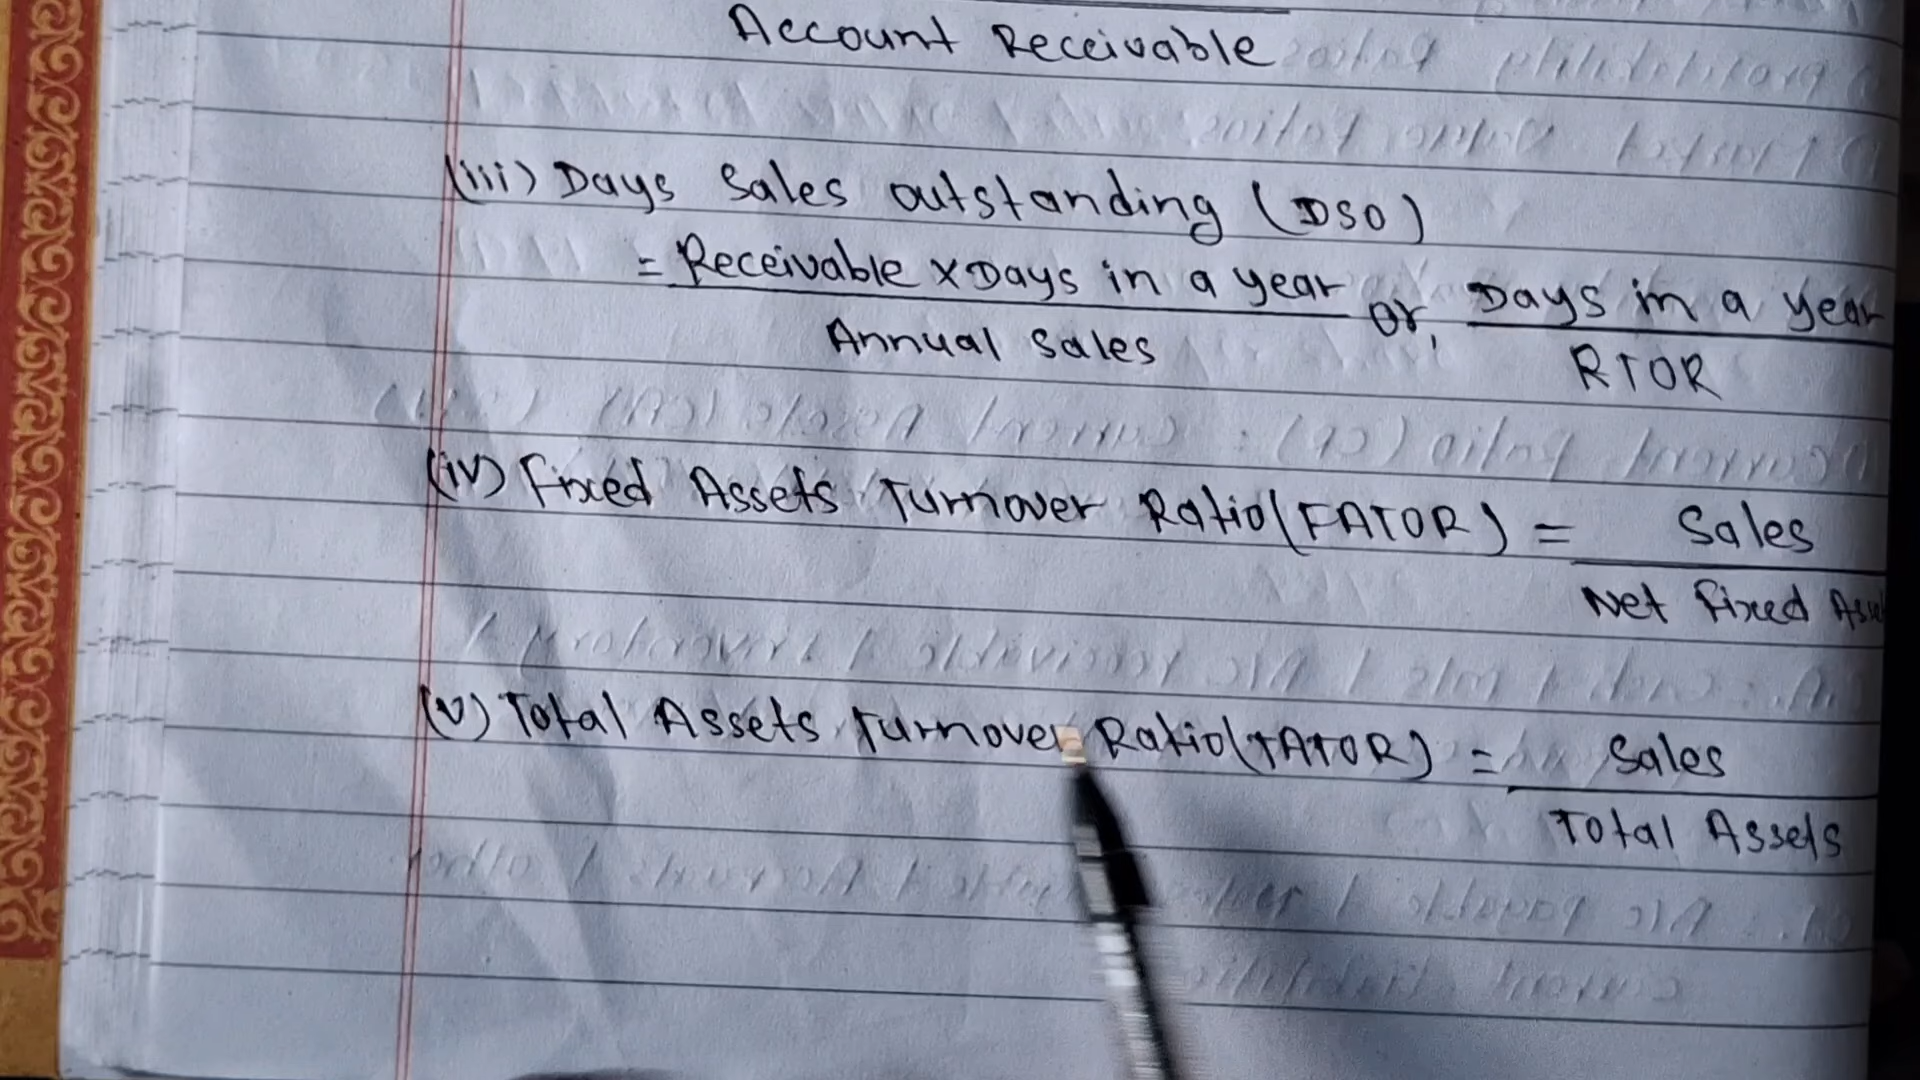 Account Receivable
(iii) Days Sales outstanding (DSO)
= Receivable X Days in a year or, Days in a year
Annual Sales RTOR
(iv) Fixed Assets Turnover Ratio (FATOR) = Sales
Net fixed
(v) Total Assets Turnover Ratio (TATOR) = Sales
Total Assets